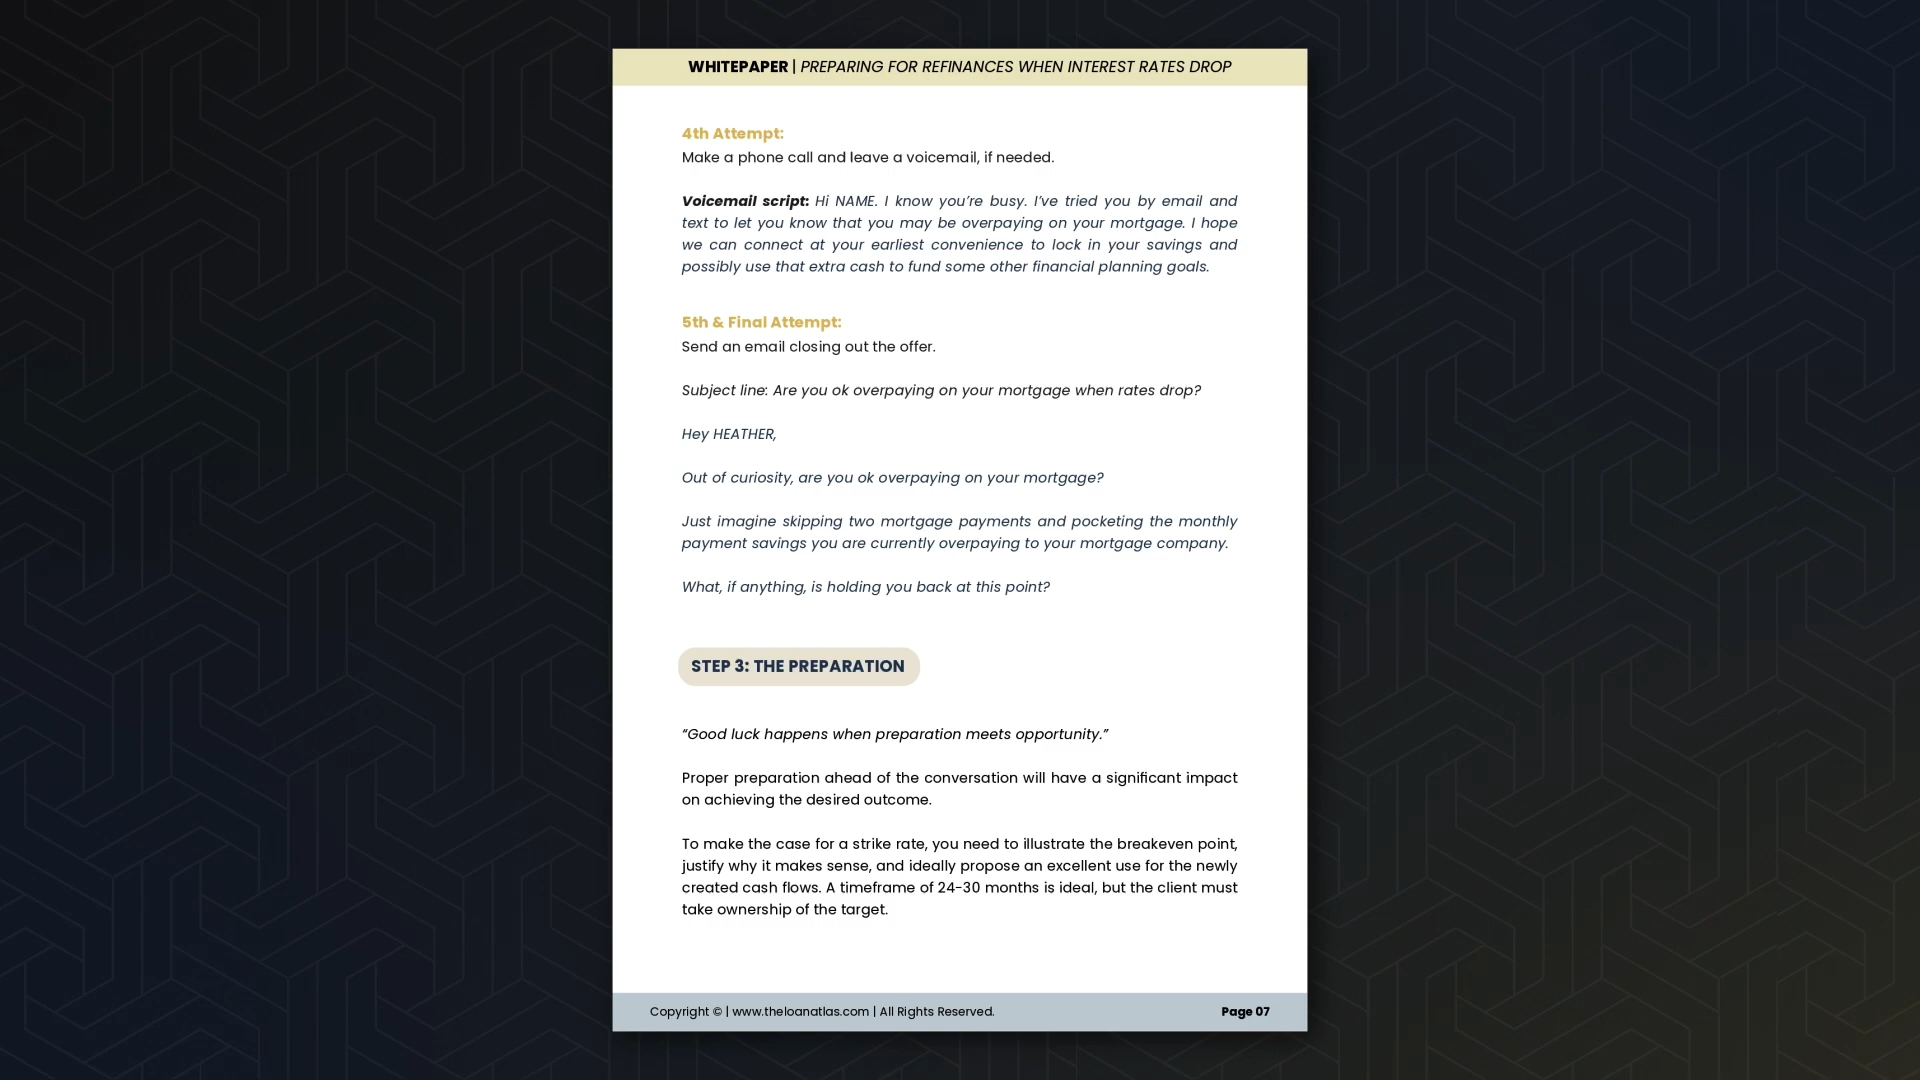 WHITEPAPER | PREPARING FOR REFINANCES WHEN INTEREST RATES DROP
4th Attempt:
Make a phone call and leave a voicemail, if needed.
Voicemail script: Hi NAME. I know you’re busy. I’ve tried you by email and
text to let you know that you may be overpaying on your mortgage. I hope
we can connect at your earliest convenience to lock in your savings and
possibly use that extra cash to fund some other financial planning goals.
5th & Final Attempt:
Send an email closing out the offer.
Subject line: Are you ok overpaying on your mortgage when rates drop?
Hey HEATHER,
Out of curiosity, are you ok overpaying on your mortgage?
Just imagine skipping two mortgage payments and pocketing the monthly
payment savings you are currently overpaying to your mortgage company.
What, if anything, is holding you back at this point?
STEP 3: THE PREPARATION
“Good luck happens when preparation meets opportunity.”
Proper preparation ahead of the conversation will have a significant impact
on achieving the desired outcome.
To make the case for a strike rate, you need to illustrate the breakeven point,
justify why it makes sense, and ideally propose an excellent use for the newly
created cash flows. A timeframe of 24-30 months is ideal, but the client must
take ownership of the target.
Copyright © | www.theloanatlas.com | All Rights Reserved.
Page 07